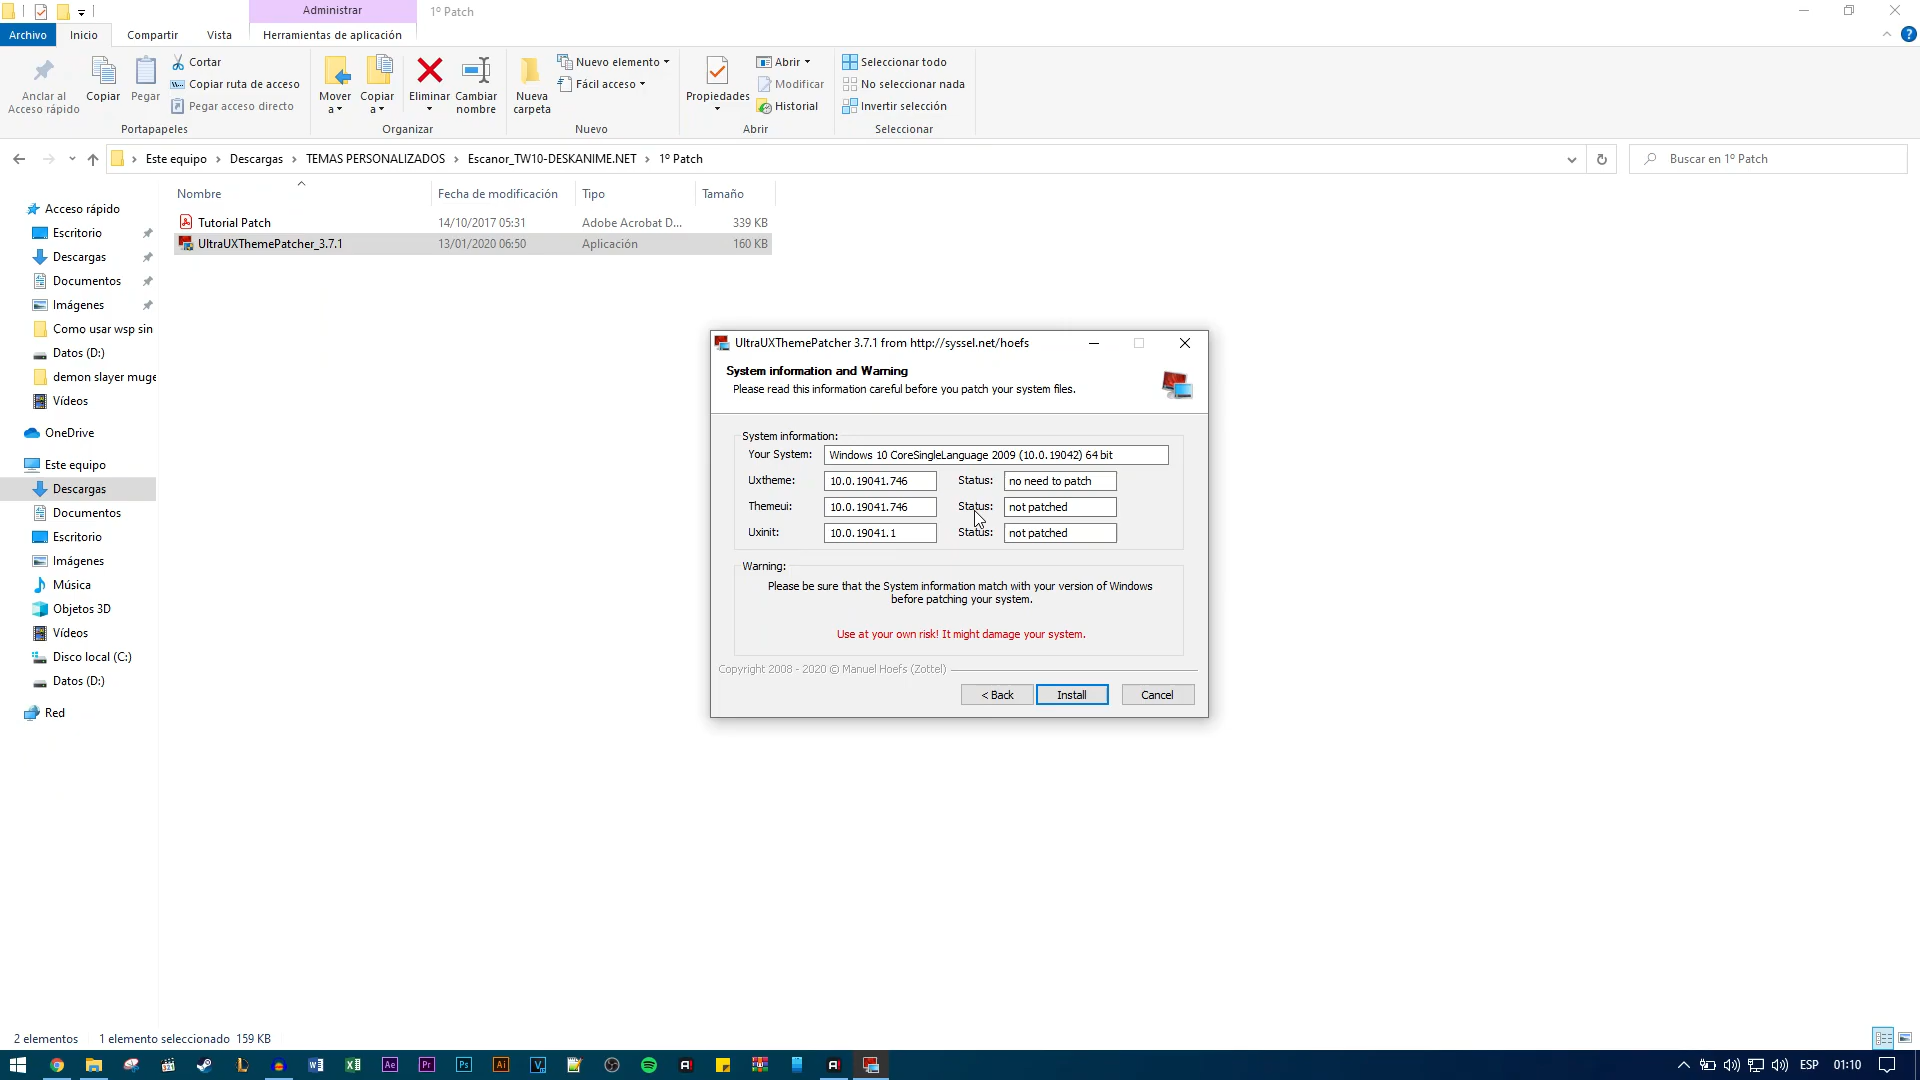 Administrar
1º Patch
Archivo
Inicio
Compartir
Vista
Herramientas de aplicación
Anclar al
Acceso rápido
Copiar
Pegar
Cortar
Copiar ruta de acceso
Pegar acceso directo
Portapapeles
Mover
a
Copiar
a
Eliminar
Cambiar
nombre
Organizar
Nueva
carpeta
Nuevo elemento
Fácil acceso
Nuevo
Propiedades
Abrir
Modificar
Historial
Abrir
Seleccionar todo
No seleccionar nada
Invertir selección
Seleccionar
Este equipo > Descargas > TEMAS PERSONALIZADOS > Escanor_TW10-DESKANIME.NET > 1º Patch
Buscar en 1º Patch
Nombre
Fecha de modificación
Tipo
Tamaño
Tutorial Patch
14/10/2017 05:31
Adobe Acrobat D...
339 KB
UltraUXThemePatcher_3.7.1
13/01/2020 06:50
Aplicación
160 KB
Acceso rápido
Escritorio
Descargas
Documentos
Imágenes
Como usar wsp sin
Datos (D:)
demon slayer muge
Vídeos
OneDrive
Este equipo
Descargas
Documentos
Escritorio
Imágenes
Música
Objetos 3D
Vídeos
Disco local (C:)
Datos (D:)
Red
UltraUXThemePatcher 3.7.1 from http://syssel.net/hoefs
System information and Warning
Please read this information careful before you patch your system files.
System information:
Your System: Windows 10 CoreSingleLanguage 2009 (10.0.19042) 64 bit
Uxtheme: 10.0.19041.746 Status: no need to patch
Themeui: 10.0.19041.746 Status: not patched
Uxinit: 10.0.19041.1 Status: not patched
Warning:
Please be sure that the System information match with your version of Windows
before patching your system.
Use at your own risk! It might damage your system.
Copyright 2008 - 2020 © Manuel Hoefs (Zottel)
< Back
Install
Cancel
2 elementos
1 elemento seleccionado 159 KB
ESP
01:10